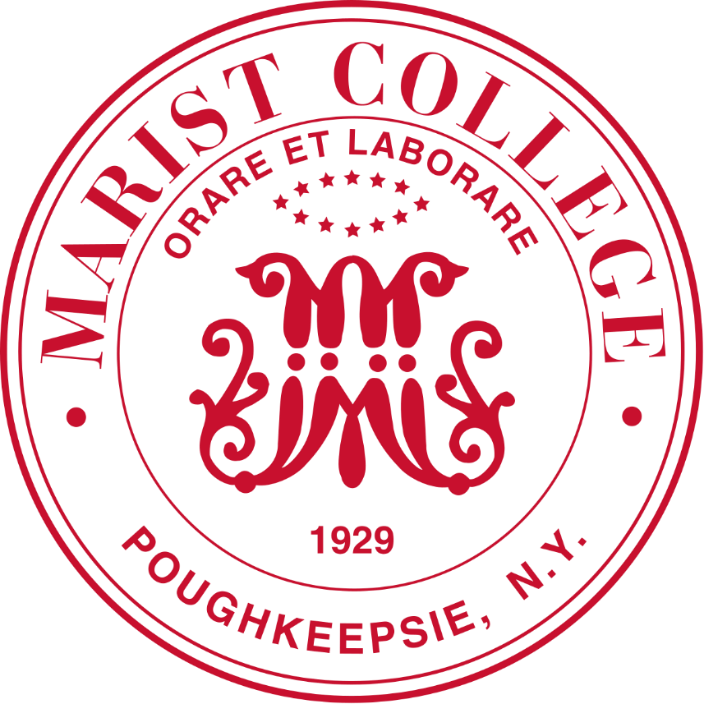 MARIST COLLEGE
ORARE ET LABORARE
1929
POUGHKEEPSIE, N.Y.